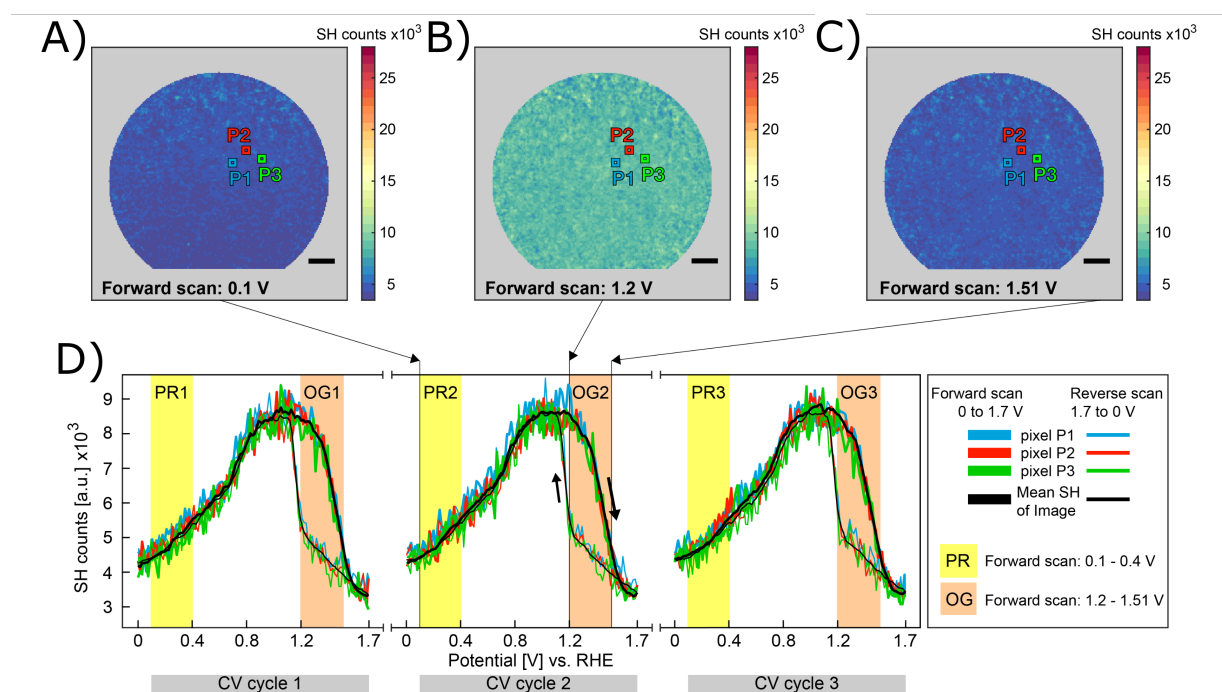 A)
SH counts x10³
25
20
15
10
5
P2
P1
P3
Forward scan: 0.1 V
B)
SH counts x10³
25
20
15
10
5
P2
P1
P3
Forward scan: 1.2 V
C)
SH counts x10³
25
20
15
10
5
P2
P1
P3
Forward scan: 1.51 V
D)
SH counts [a.u.] x10³
9
8
7
6
5
4
3
PR1
OG1
PR2
OG2
PR3
OG3
0 0.4 0.8 1.2 1.7
0 0.4 0.8 1.2 1.7
0 0.4 0.8 1.2 1.7
Potential [V] vs. RHE
CV cycle 1
CV cycle 2
CV cycle 3
Forward scan
0 to 1.7 V
Reverse scan
1.7 to 0 V
pixel P1
pixel P2
pixel P3
Mean SH
of Image
PR Forward scan: 0.1 - 0.4 V
OG Forward scan: 1.2 - 1.51 V